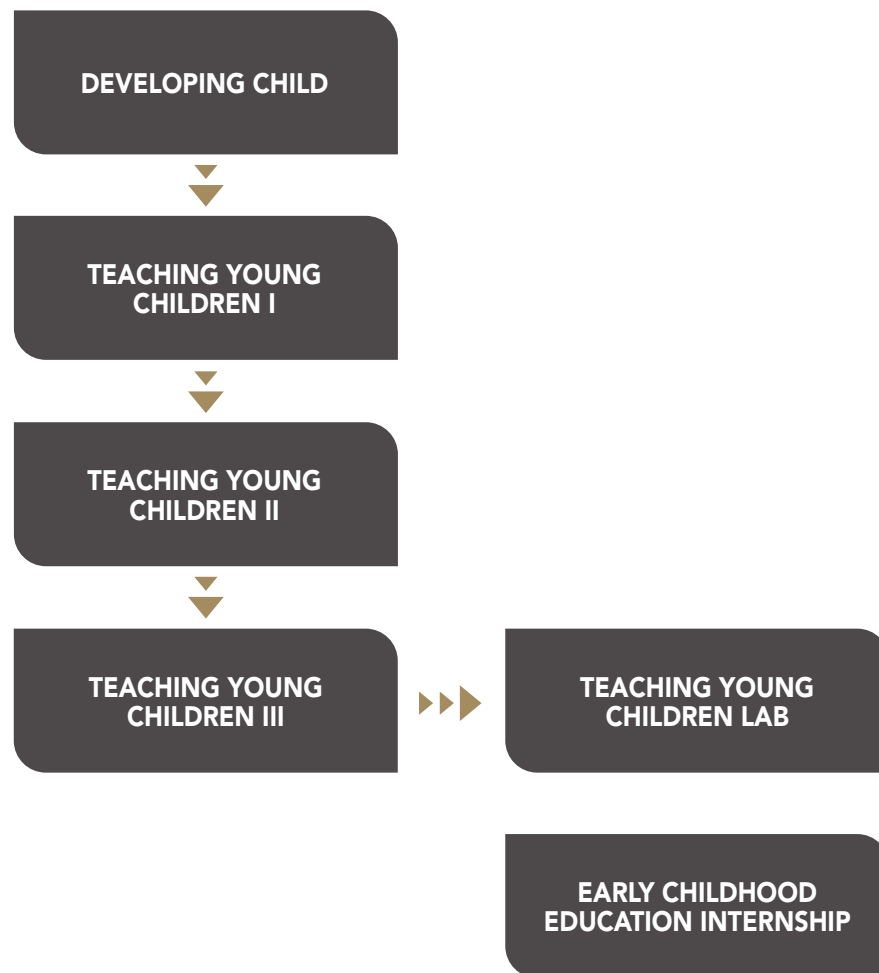 DEVELOPING CHILD
TEACHING YOUNG
CHILDREN I
TEACHING YOUNG
CHILDREN II
TEACHING YOUNG
CHILDREN III
TEACHING YOUNG
CHILDREN LAB
EARLY CHILDHOOD
EDUCATION INTERNSHIP